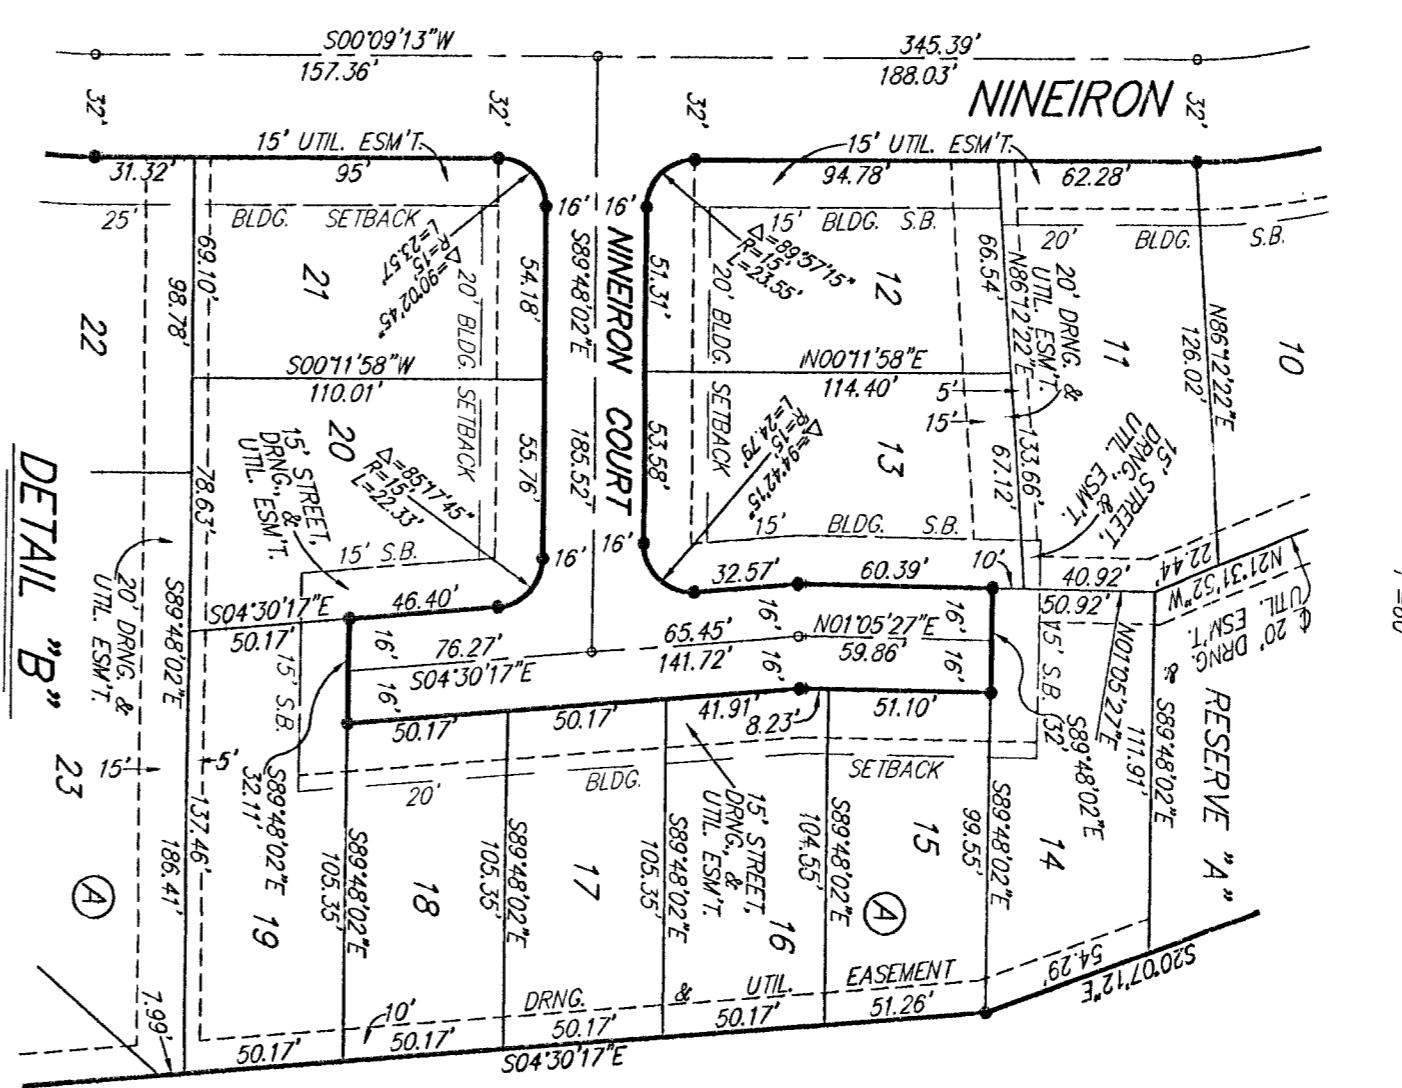 S00°09'13"W
157.36'
345.39'
188.03'
NINEIRON
32'
32'
32'
32'
15' UTIL. ESM'T.
15' UTIL. ESM'T.
31.32'
95'
94.78'
62.28'
25'
BLDG. SETBACK
16'
16'
15' BLDG. S.B.
20' BLDG. S.B.
69.10'
98.78'
21
22
Δ=90°02'45"
R=15'
L=23.57'
20' BLDG. SETBACK
54.18'
S89°48'02"E
185.52'
NINEIRON COURT
51.31'
Δ=89°57'15"
R=15'
L=23.55'
20' BLDG. SETBACK
12
66.54'
N86°12'22"E
133.66'
20' DRNG. &
UTIL. ESM'T.
11
N86°12'22"E
126.02'
10
S00°11'58"W
110.01'
N00°11'58"E
114.40'
5'
15'
20
15' STREET,
DRNG., &
UTIL. ESM'T.
Δ=85°17'45"
R=15'
L=22.33'
55.76'
53.58'
Δ=94°42'15"
R=15'
L=24.79'
13
67.12'
15' STREET,
DRNG., &
UTIL. ESM'T.
78.63'
DETAIL "B"
15' S.B.
16'
16'
15' BLDG. S.B.
10'
22.44'
N21°31'52"W
℄ 20' DRNG. &
UTIL. ESM'T.
20' DRNG. &
UTIL. ESM'T.
S89°48'02"E
S04°30'17"E
50.17'
46.40'
32.57'
60.39'
40.92'
50.92'
16'
16'
76.27'
S04°30'17"E
65.45'
141.72'
16'
16'
N01°05'27"E
59.86'
16'
16'
15' S.B.
15' S.B.
S89°48'02"E
32'
N01°05'27"E
111.91'
S89°48'02"E
RESERVE "A"
50.17'
50.17'
41.91'
8.23'
51.10'
20' BLDG. SETBACK
23
15'
5'
S89°48'02"E
32.11'
137.46'
186.41'
A
19
S89°48'02"E
105.35'
18
S89°48'02"E
105.35'
17
S89°48'02"E
105.35'
15' STREET,
DRNG., &
UTIL. ESM'T.
16
S89°48'02"E
104.55'
15
A
S89°48'02"E
99.55'
14
54.29'
S20°07'12"E
7.99'
10'
DRNG. & UTIL. EASEMENT
50.17'
50.17'
50.17'
50.17'
51.26'
S04°30'17"E